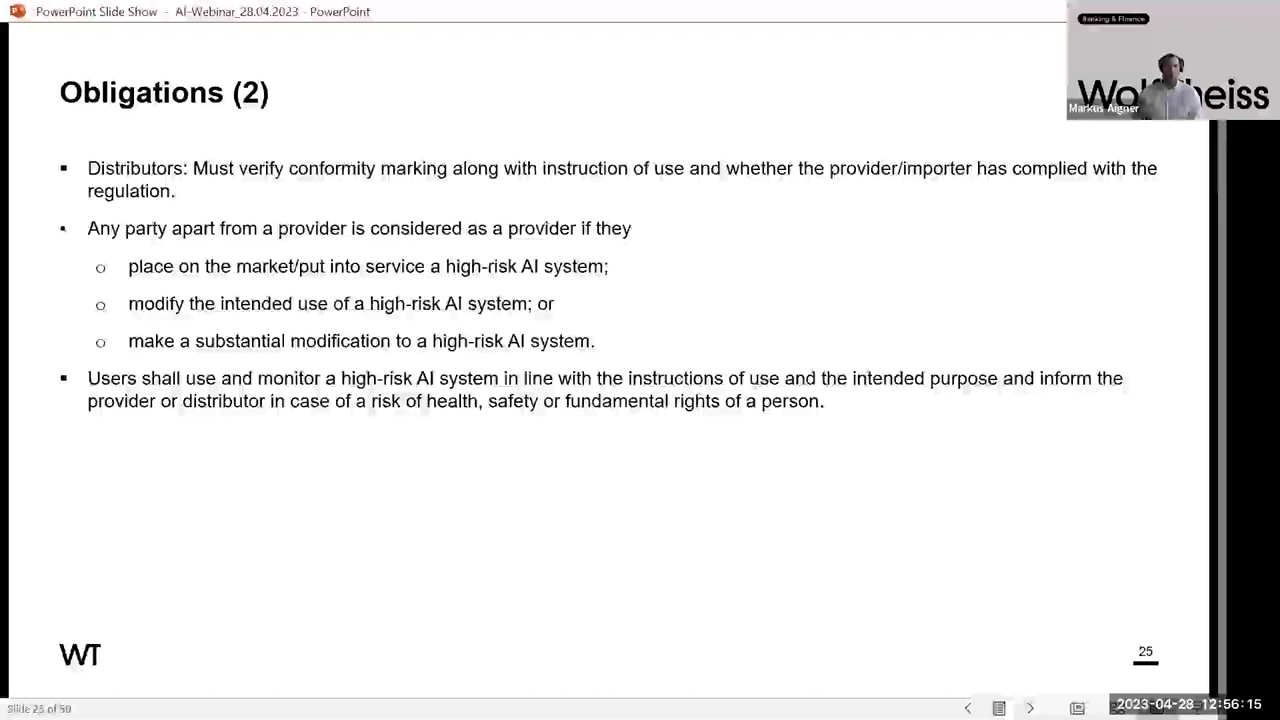 PowerPoint Slide Show - AI-Webinar_28.04.2023 - PowerPoint
Banking & Finance
Markus Aigner
Obligations (2)
▪ Distributors: Must verify conformity marking along with instruction of use and whether the provider/importer has complied with the
regulation.
• Any party apart from a provider is considered as a provider if they
o place on the market/put into service a high-risk AI system;
o modify the intended use of a high-risk AI system; or
o make a substantial modification to a high-risk AI system.
▪ Users shall use and monitor a high-risk AI system in line with the instructions of use and the intended purpose and inform the
provider or distributor in case of a risk of health, safety or fundamental rights of a person.
WT
25
Slide 25 of 50
2023-04-28 12:56:15